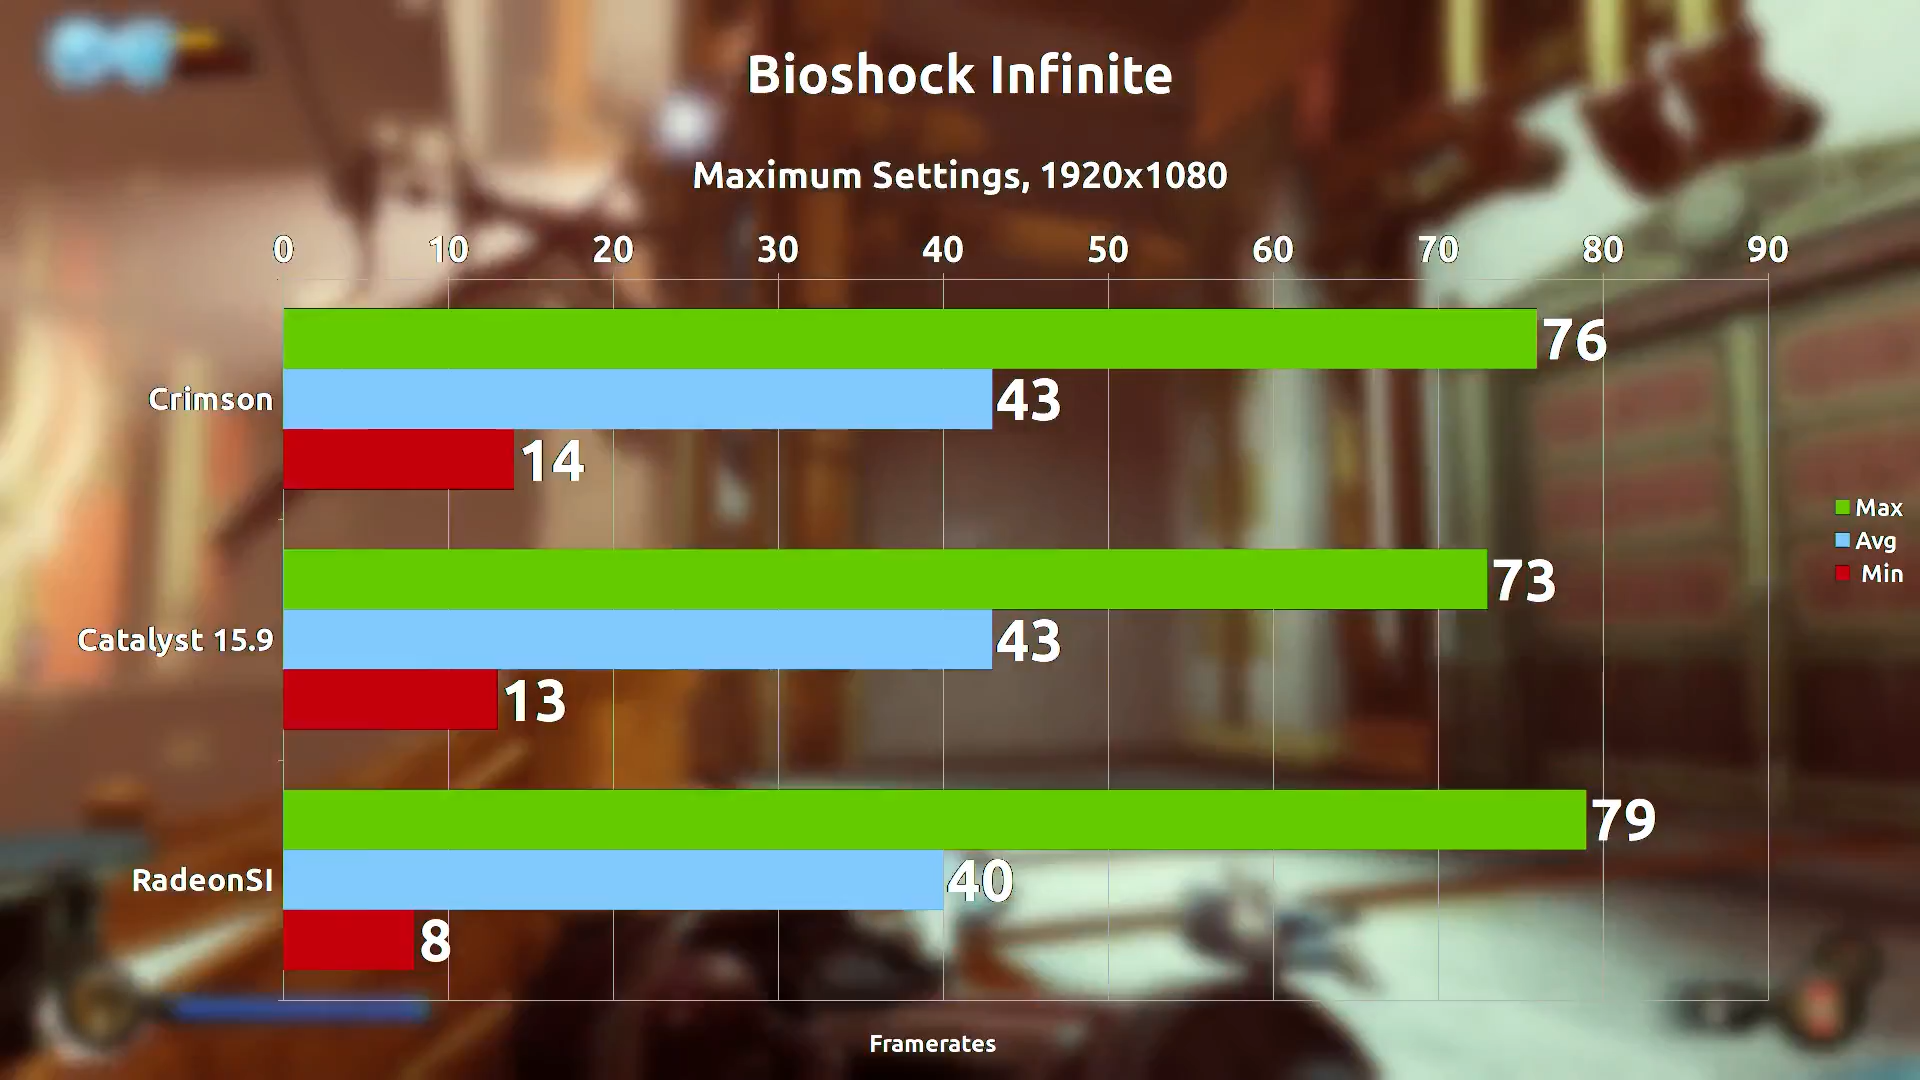 Bioshock Infinite
Maximum Settings, 1920x1080
0 10 20 30 40 50 60 70 80 90
76
Crimson 43
14
73
Catalyst 15.9 43
13
79
RadeonSI 40
8
Max
Avg
Min
Framerates